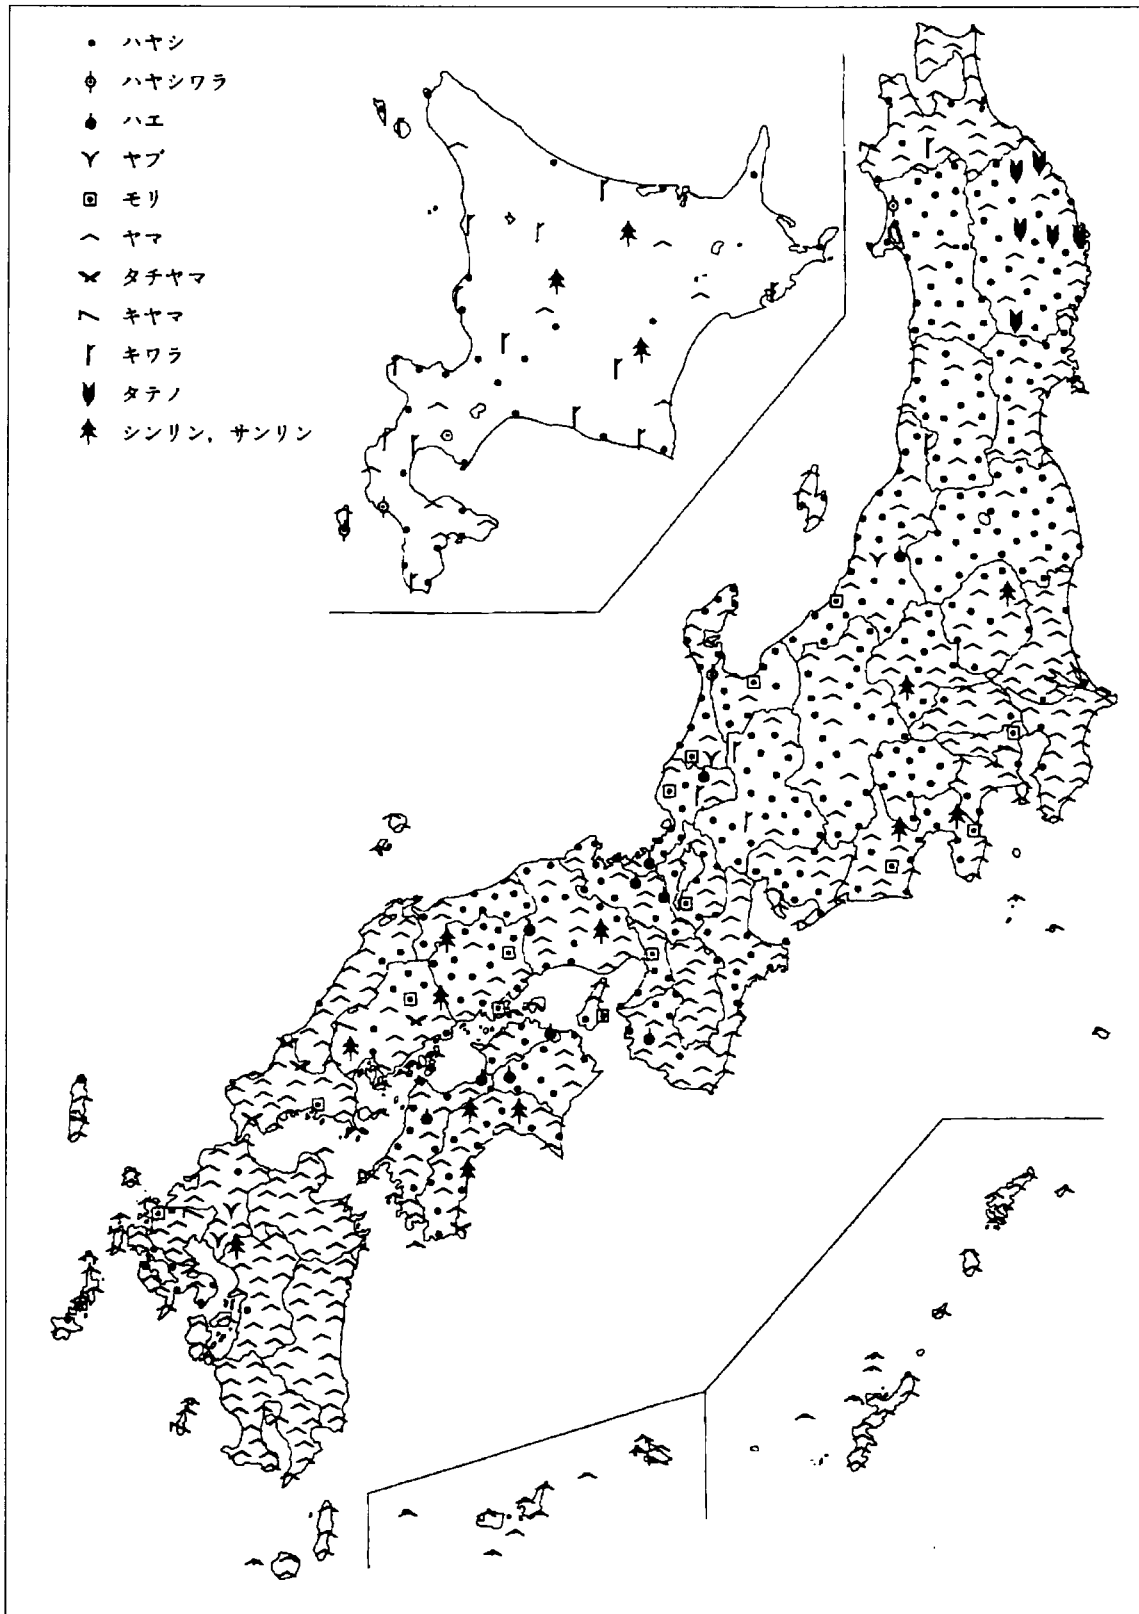 ハヤシ
ハヤシワラ
ハエ
ヤブ
モリ
ヤマ
タチヤマ
キヤマ
キワラ
タテノ
シンリン，サンリン